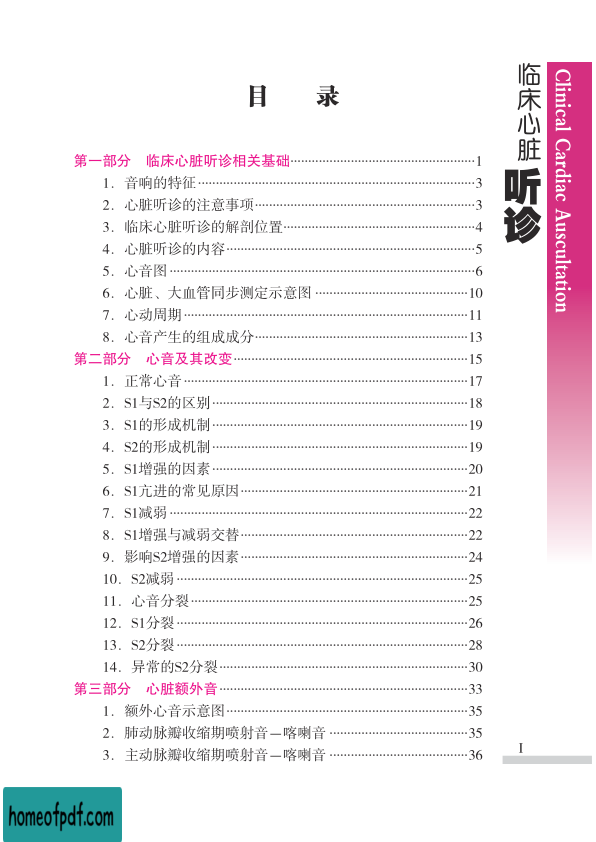 目 录
第一部分 临床心脏听诊相关基础……………………………………1
1. 音响的特征……………………………………3
2. 心脏听诊的注意事项……………………………………3
3. 临床心脏听诊的解剖位置……………………………………4
4. 心脏听诊的内容……………………………………5
5. 心音图……………………………………6
6. 心脏、大血管同步测定示意图……………………………………10
7. 心动周期……………………………………11
8. 心音产生的组成成分……………………………………13
第二部分 心音及其改变……………………………………15
1. 正常心音……………………………………17
2. S1与S2的区别……………………………………18
3. S1的形成机制……………………………………19
4. S2的形成机制……………………………………19
5. S1增强的因素……………………………………20
6. S1亢进的常见原因……………………………………21
7. S1减弱……………………………………22
8. S1增强与减弱交替……………………………………22
9. 影响S2增强的因素……………………………………24
10. S2减弱……………………………………25
11. 心音分裂……………………………………25
12. S1分裂……………………………………26
13. S2分裂……………………………………28
14. 异常的S2分裂……………………………………30
第三部分 心脏额外音……………………………………33
1. 额外心音示意图……………………………………35
2. 肺动脉瓣收缩期喷射音—喀喇音……………………………………35
3. 主动脉瓣收缩期喷射音—喀喇音……………………………………36
临床心脏
听诊
Clinical Cardiac Auscultation
I
homeofpdf.com